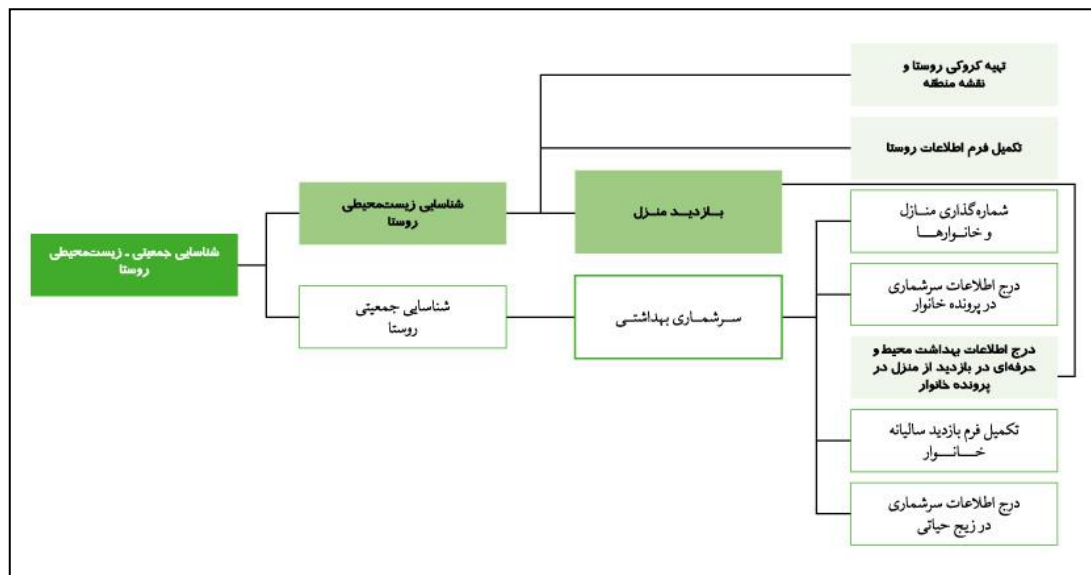 شناسایی جمعیتی - زیست‌محیطی
روستا
شناسایی زیست‌محیطی
روستا
شناسایی جمعیتی
روستا
بازدید منزل
سرشماری بهداشتی
تهیه کروکی روستا و
نقشه منطقه
تکمیل فرم اطلاعات روستا
شماره‌گذاری منازل
و خانوارها
درج اطلاعات سرشماری
در پرونده خانوار
درج اطلاعات بهداشت محیط و
حرفه‌ای در بازدید از منزل در
پرونده خانوار
تکمیل فرم بازدید سالیانه
خانوار
درج اطلاعات سرشماری
در زیج حیاتی